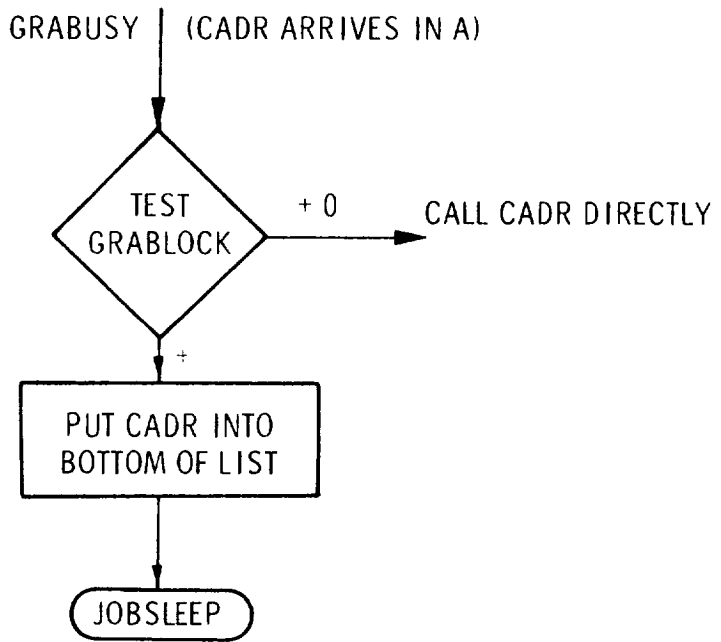 GRABUSY (CADR ARRIVES IN A)
TEST
GRABLOCK
+ 0
CALL CADR DIRECTLY
+
PUT CADR INTO
BOTTOM OF LIST
JOBSLEEP